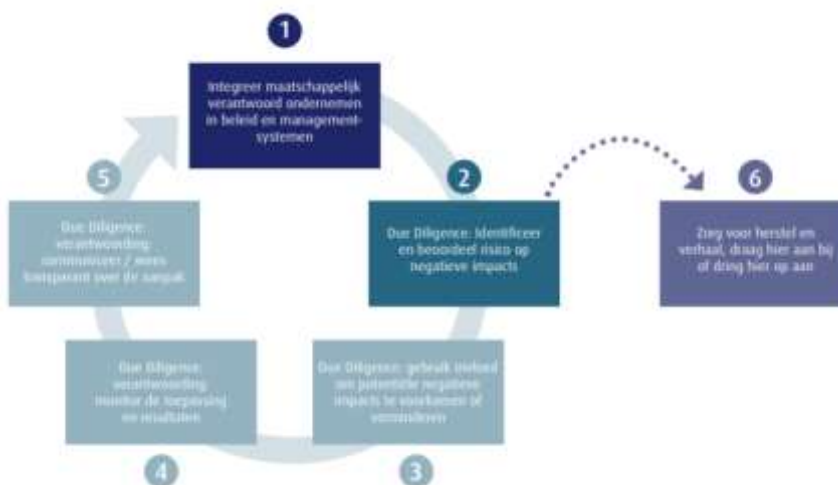 1
Integreer maatschappelijk
verantwoord ondernemen
in beleid en management-
systemen
2
Due Diligence: Identificeer
en beoordeel risico op
negatieve impacts
3
Due Diligence: gebruik invloed
om potentiële negatieve
impacts te voorkomen of
verminderen
4
Due Diligence:
verantwoording
monitor de toepassing
en resultaten
5
Due Diligence:
verantwoording
communiceer / wees
transparant over de aanpak
6
Zorg voor herstel en
verhaal, draag hier aan bij
of dring hier op aan